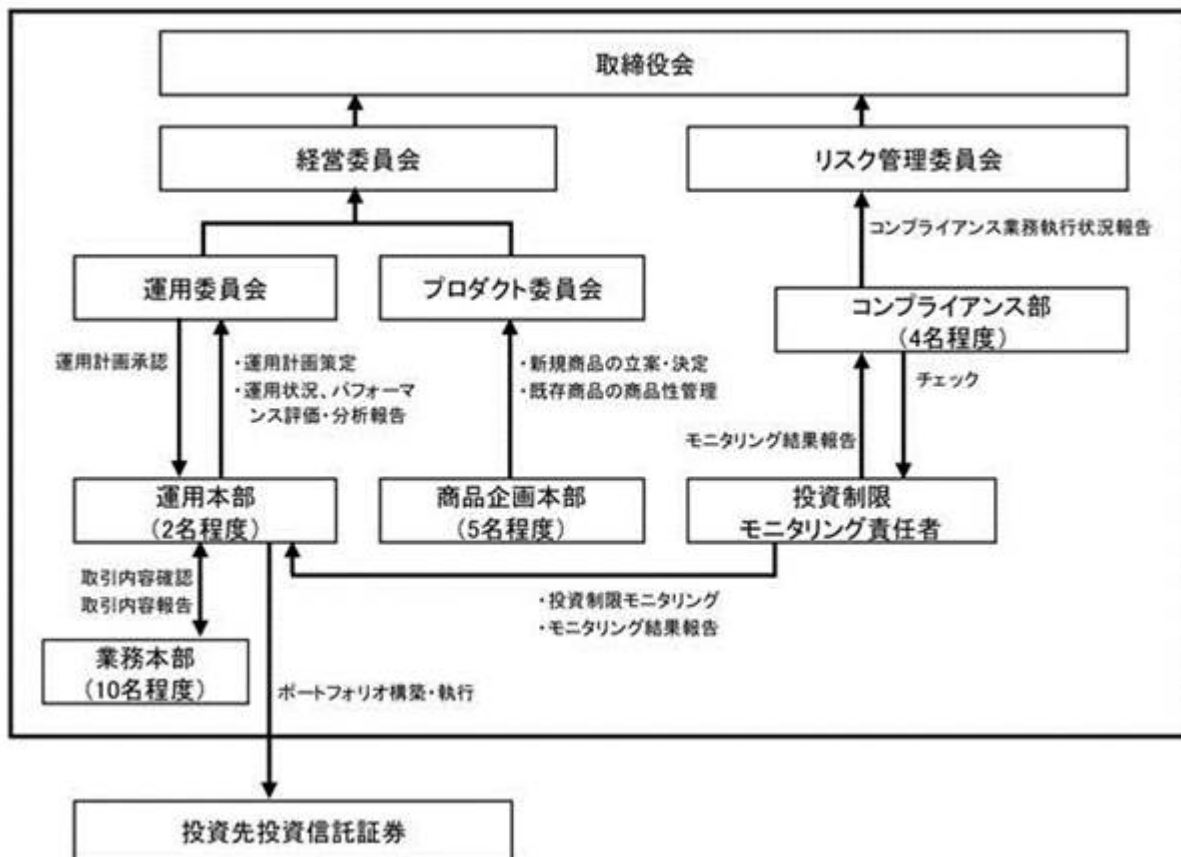 取締役会
経営委員会
リスク管理委員会
コンプライアンス業務執行状況報告
運用委員会
プロダクト委員会
コンプライアンス部
(4名程度)
運用計画承認
・運用計画策定
・運用状況、パフォーマ
ンス評価・分析報告
・新規商品の立案・決定
・既存商品の商品性管理
チェック
モニタリング結果報告
運用本部
(2名程度)
商品企画本部
(5名程度)
投資制限
モニタリング責任者
取引内容確認
取引内容報告
・投資制限モニタリング
・モニタリング結果報告
業務本部
(10名程度)
ポートフォリオ構築・執行
投資先投資信託証券